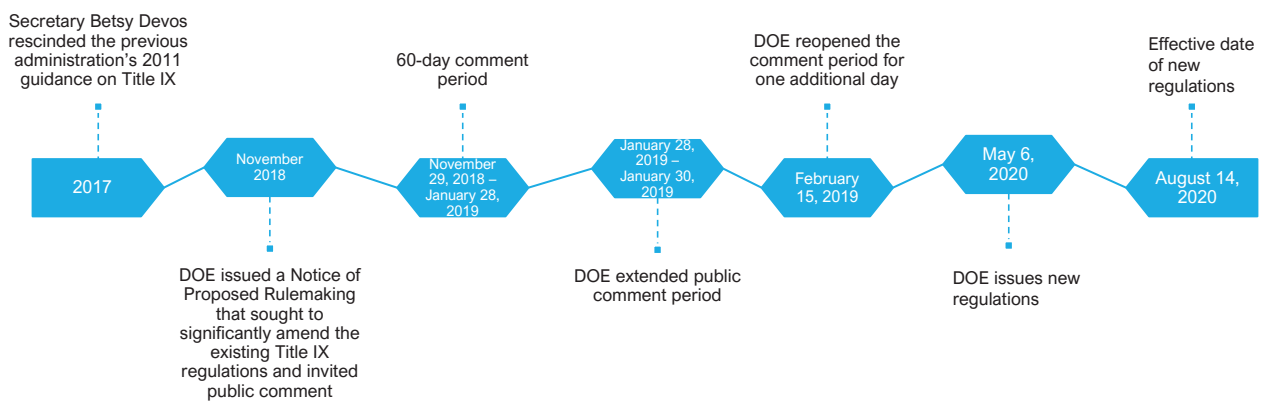 Secretary Betsy Devos
rescinded the previous
administration's 2011
guidance on Title IX
2017
November
2018
DOE issued a Notice of
Proposed Rulemaking
that sought to
significantly amend the
existing Title IX
regulations and invited
public comment
60-day comment
period
November
29, 2018 –
January 28,
2019
January 28,
2019 –
January 30,
2019
DOE extended public
comment period
DOE reopened the
comment period for
one additional day
February
15, 2019
May 6,
2020
DOE issues new
regulations
Effective date
of new
regulations
August 14,
2020